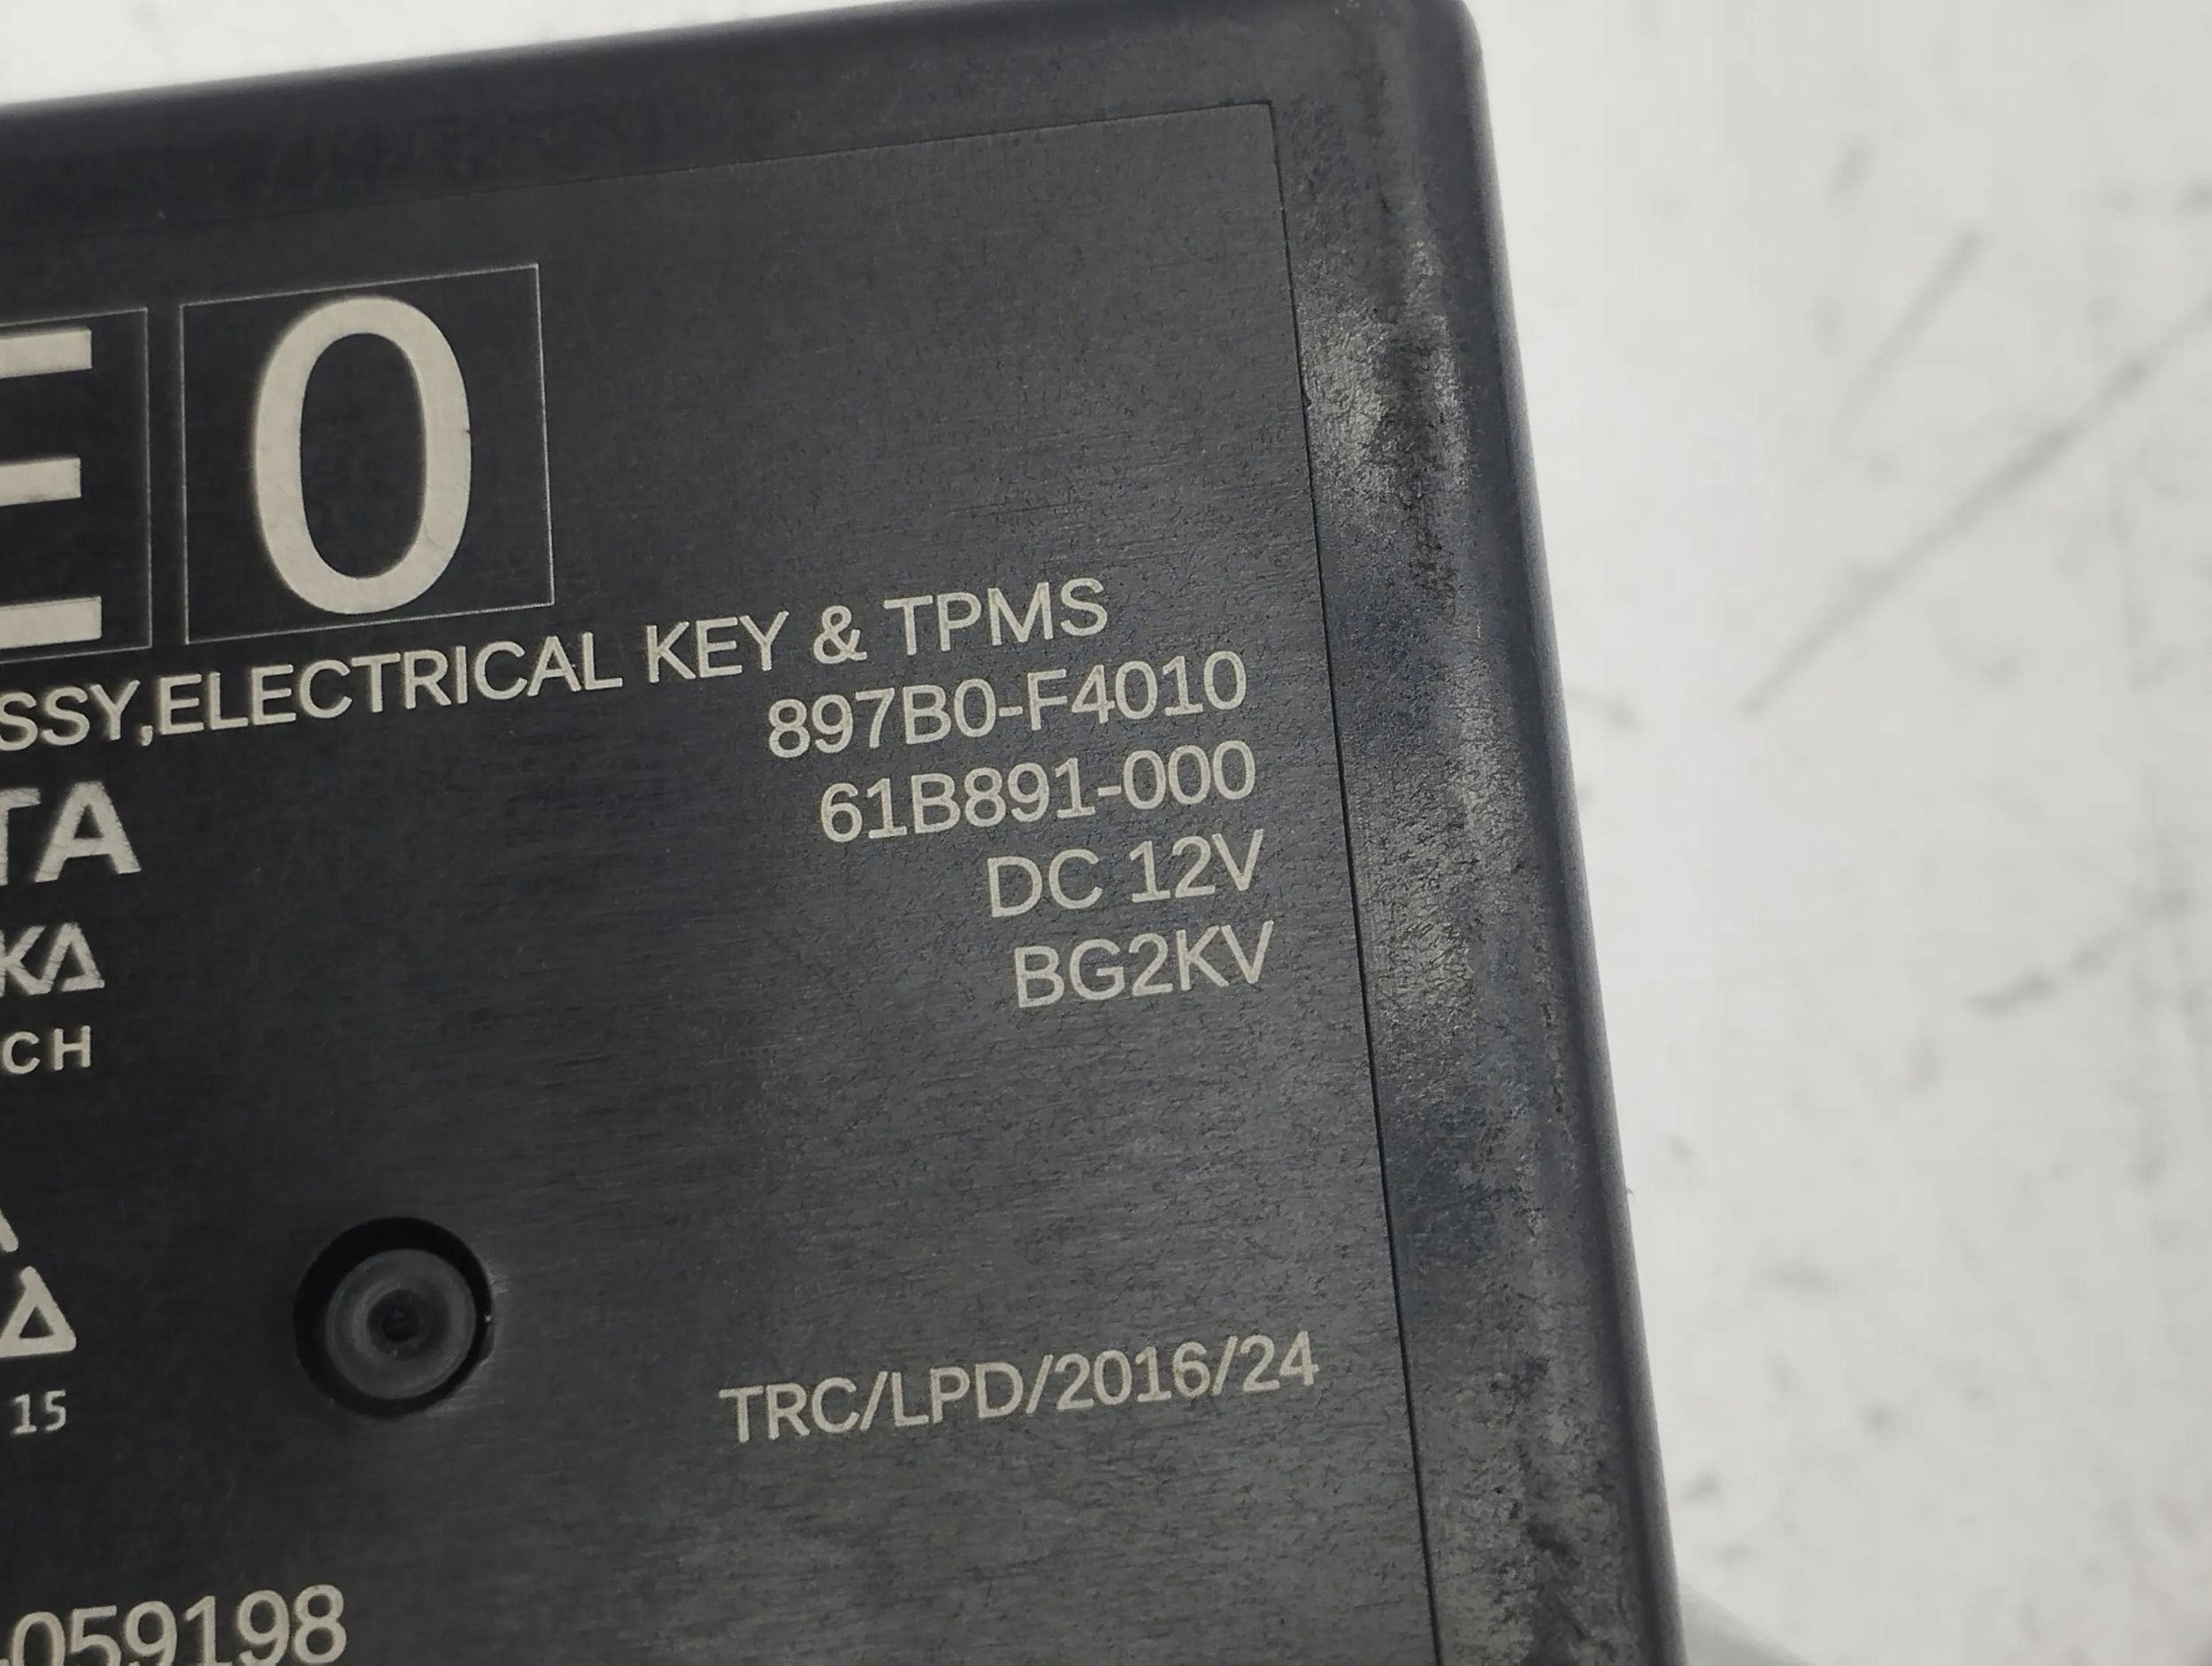 E 0
SSY,ELECTRICAL KEY & TPMS
897B0-F4010
61B891-000
DC 12V
BG2KV
TA
CH
15
TRC/LPD/2016/24
-059198